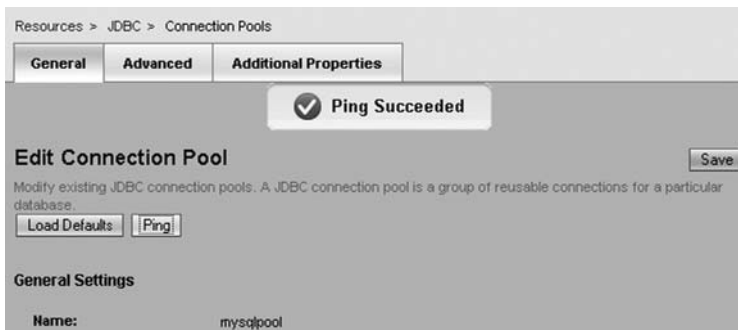 Resources > JDBC > Connection Pools
General Advanced Additional Properties
Ping Succeeded
Edit Connection Pool
Save
Modify existing JDBC connection pools. A JDBC connection pool is a group of reusable connections for a particular
database.
Load Defaults Ping
General Settings
Name: mysqlpool